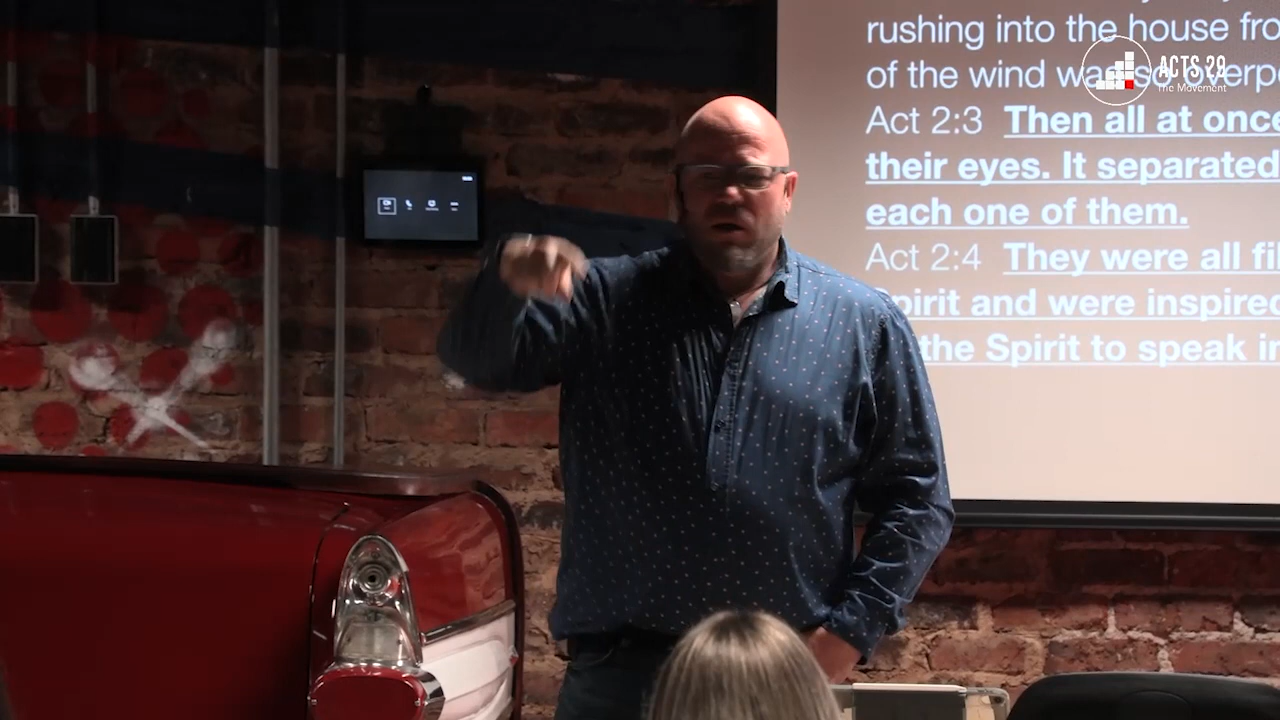 rushing into the house fro
of the wind was so overpo
ACTS 29
The Movement
Act 2:3 Then all at once
their eyes. It separated
each one of them.
Act 2:4 They were all fil
Spirit and were inspired
the Spirit to speak in